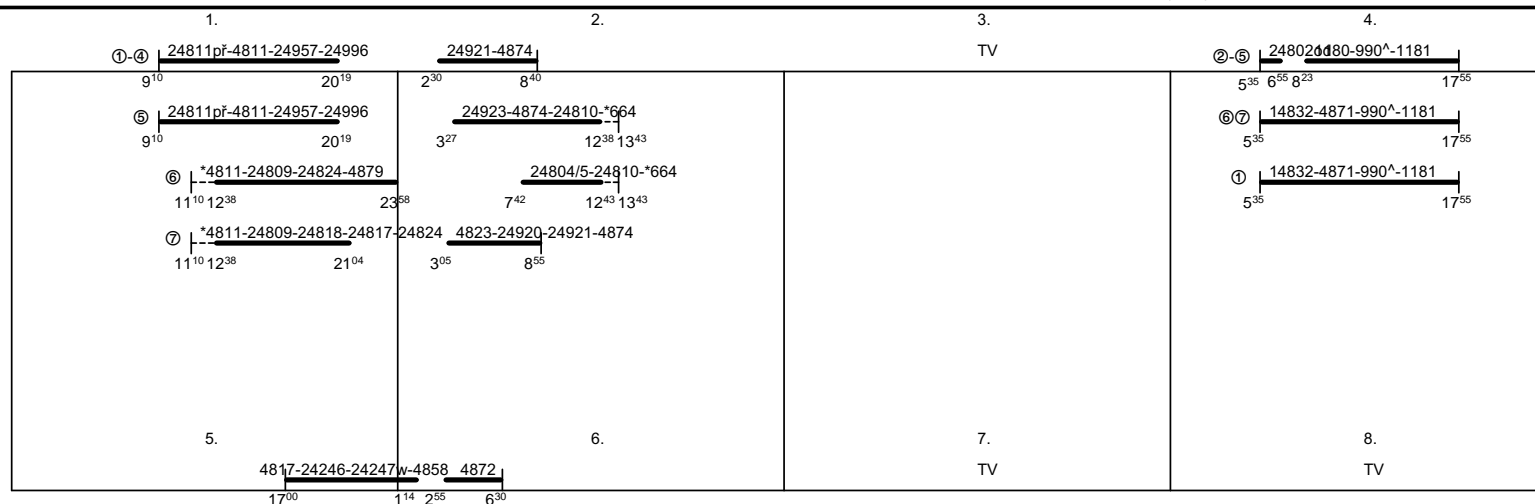 1. 2. 3. 4.
①-④ 24811př-4811-24957-24996 24921-4874 TV ②-⑤ 24802 1180-990^-1181
9¹⁰ 20¹⁹ 2³⁰ 8⁴⁰ 5³⁵ 6⁵⁵ 8²³ 17⁵⁵
⑤ 24811př-4811-24957-24996 24923-4874-24810-*664 ⑥⑦ 14832-4871-990^-1181
9¹⁰ 20¹⁹ 3²⁷ 12³⁸ 13⁴³ 5³⁵ 17⁵⁵
⑥ *4811-24809-24824-4879 24804/5-24810-*664 ① 14832-4871-990^-1181
11¹⁰ 12³⁸ 23⁵⁸ 7⁴² 12⁴³ 13⁴³ 5³⁵ 17⁵⁵
⑦ *4811-24809-24818-24817-24824 4823-24920-24921-4874
11¹⁰ 12³⁸ 21⁰⁴ 3⁰⁵ 8⁵⁵
5. 6. 7. 8.
4817-24246-24247w-4858 4872 TV TV
17⁰⁰ 1¹⁴ 2⁵⁵ 6³⁰